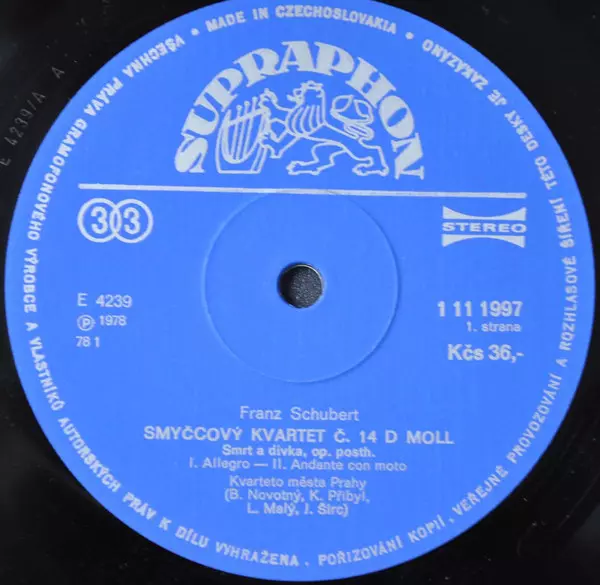 VŠECHNA PRÁVA GRAMOFONOVÉHO VÝROBCE A VLASTNÍKŮ AUTORSKÝCH PRÁV K DÍLU VYHRAŽENA. POŘIZOVÁNÍ KOPIÍ, VEŘEJNÉ PROVOZOVÁNÍ A ROZHLASOVÉ ŠÍŘENÍ TÉTO DESKY JE ZAKÁZÁNO • MADE IN CZECHOSLOVAKIA •
SUPRAPHON
33
STEREO
E 4239
Ⓟ 1978
78 1
1 11 1997
1. strana
Kčs 36,-
Franz Schubert
SMYČCOVÝ KVARTET Č. 14 D MOLL
Smrt a dívka, op. posth.
I. Allegro — II. Andante con moto
Kvarteto města Prahy
(B. Novotný, K. Přibyl,
L. Malý, J. Širc)
E 4239/A A